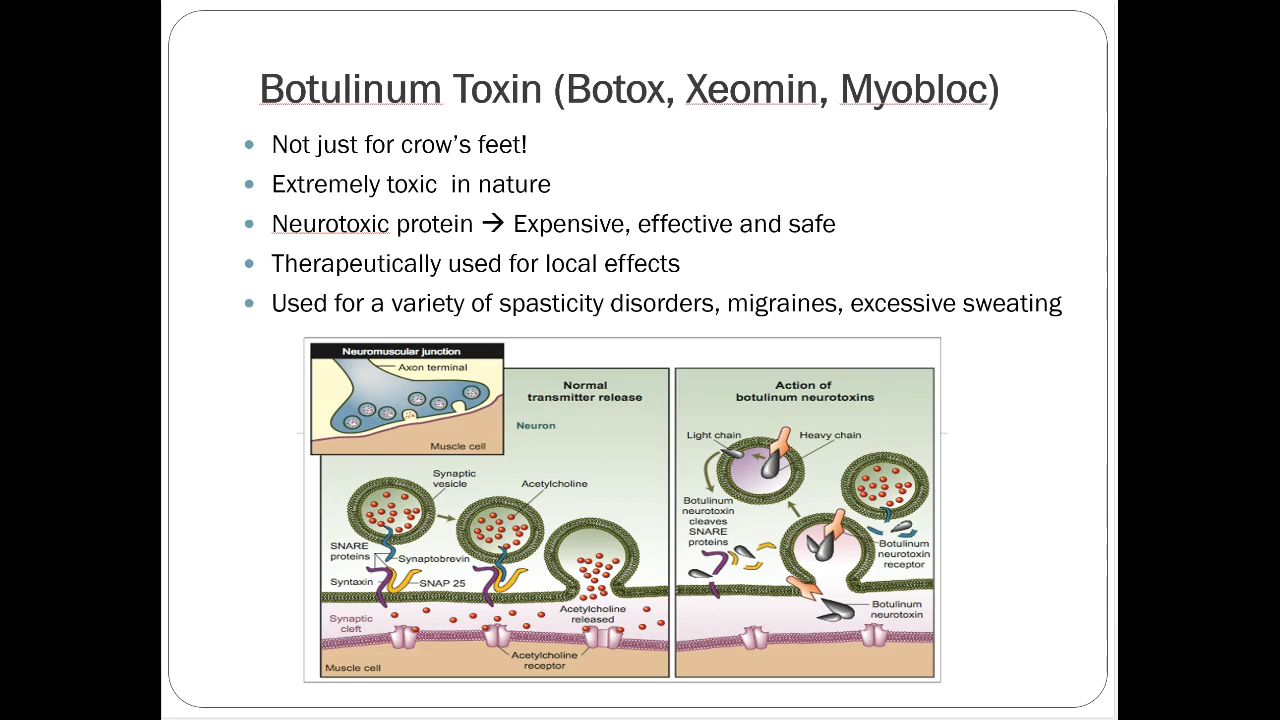 Botulinum Toxin (Botox, Xeomin, Myobloc)
Not just for crow's feet!
Extremely toxic  in nature
Neurotoxic protein → Expensive, effective and safe
Therapeutically used for local effects
Used for a variety of spasticity disorders, migraines, excessive sweating
Neuromuscular junction
Axon terminal
Muscle cell
Normal
transmitter release
Neuron
Synaptic
vesicle
Acetylcholine
SNARE
proteins
Synaptobrevin
Syntaxin
SNAP 25
Synaptic
cleft
Acetylcholine
released
Acetylcholine
receptor
Muscle cell
Action of
botulinum neurotoxins
Light chain
Heavy chain
Botulinum
neurotoxin
cleaves
SNARE
proteins
Botulinum
neurotoxin
receptor
Botulinum
neurotoxin